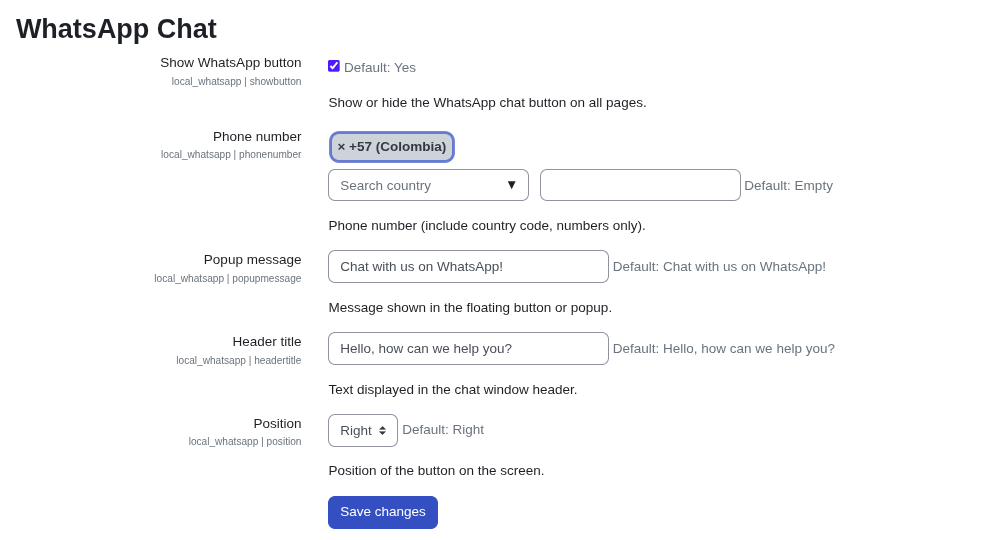 WhatsApp Chat
Show WhatsApp button
Default: Yes
local_whatsapp | showbutton
Show or hide the WhatsApp chat button on all pages.
Phone number
× +57 (Colombia)
local_whatsapp | phonenumber
Search country ▼
Default: Empty
Phone number (include country code, numbers only).
Popup message
Chat with us on WhatsApp!
Default: Chat with us on WhatsApp!
local_whatsapp | popupmessage
Message shown in the floating button or popup.
Header title
Hello, how can we help you?
Default: Hello, how can we help you?
local_whatsapp | headertitle
Text displayed in the chat window header.
Position
Right
Default: Right
local_whatsapp | position
Position of the button on the screen.
Save changes